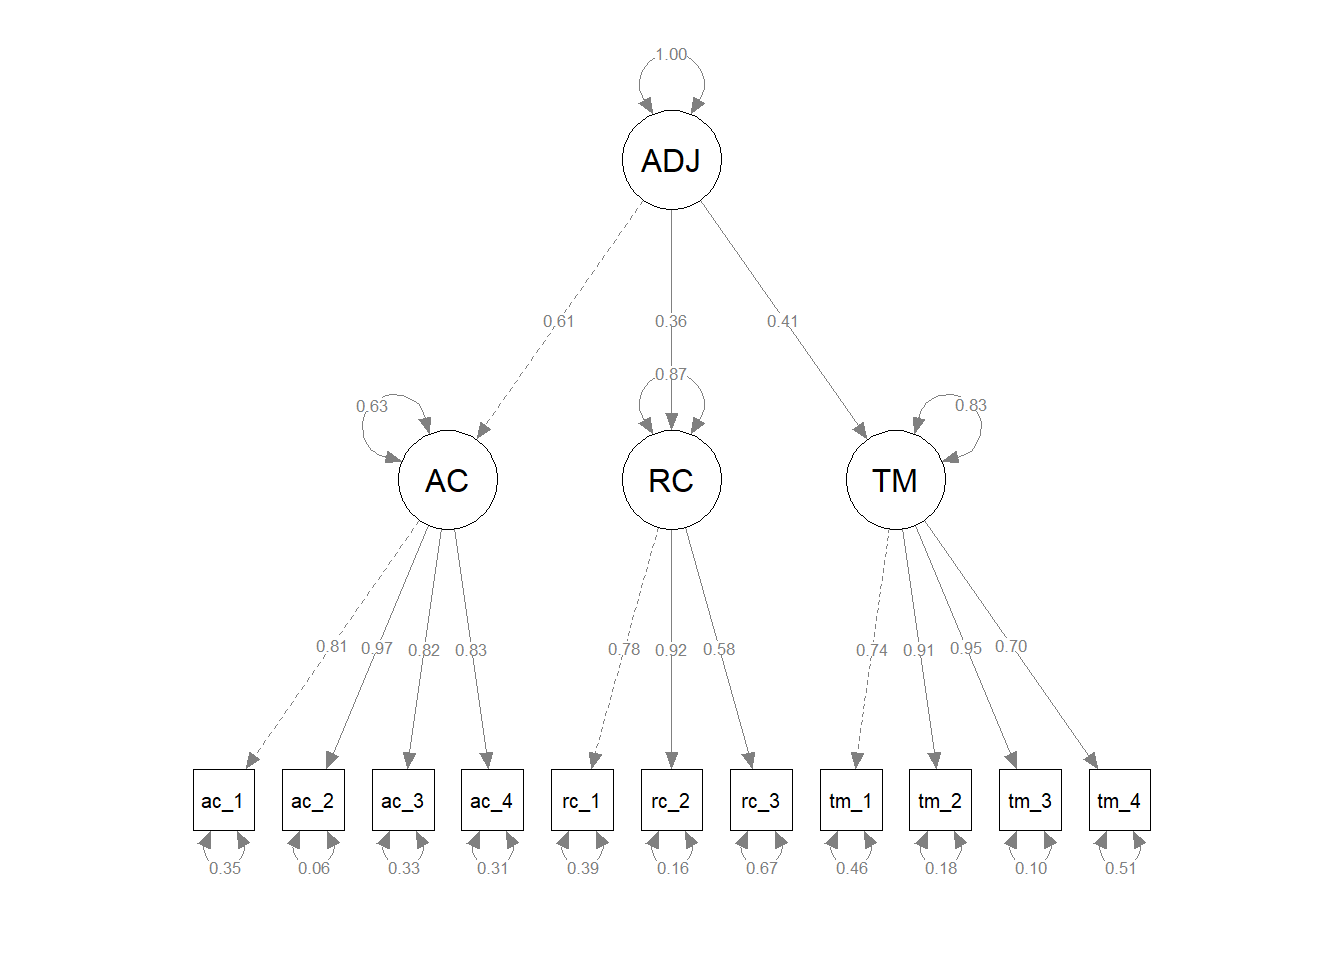 1.00
ADJ
0.61 0.36 0.41
0.87
0.63 0.83
AC RC TM
0.81 0.97 0.82 0.83 0.78 0.92 0.58 0.74 0.91 0.95 0.70
ac_1 ac_2 ac_3 ac_4 rc_1 rc_2 rc_3 tm_1 tm_2 tm_3 tm_4
0.35 0.06 0.33 0.31 0.39 0.16 0.67 0.46 0.18 0.10 0.51